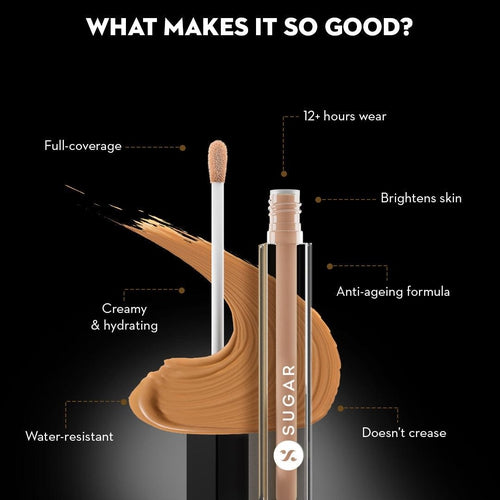 WHAT MAKES IT SO GOOD?
12+ hours wear
Full-coverage
Brightens skin
Anti-ageing formula
Creamy
& hydrating
SUGAR
Water-resistant
Doesn't crease